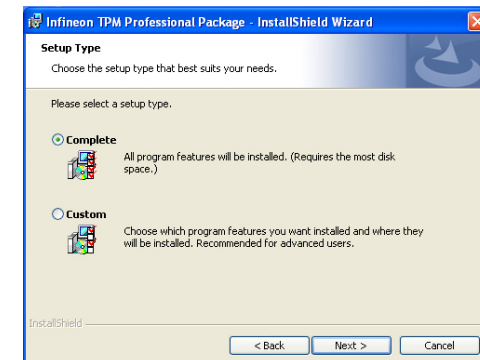 Infineon TPM Professional Package - InstallShield Wizard
Setup Type
Choose the setup type that best suits your needs.
Please select a setup type.
Complete
All program features will be installed. (Requires the most disk
space.)
Custom
Choose which program features you want installed and where they
will be installed. Recommended for advanced users.
InstallShield
< Back
Next >
Cancel